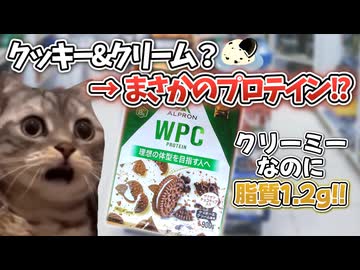 クッキー&クリーム？
→まさかのプロテイン!?
ALPRON
WPC
PROTEIN
理想の体型を目指す人へ
クリーミー
なのに
脂質1.2g!!
900g